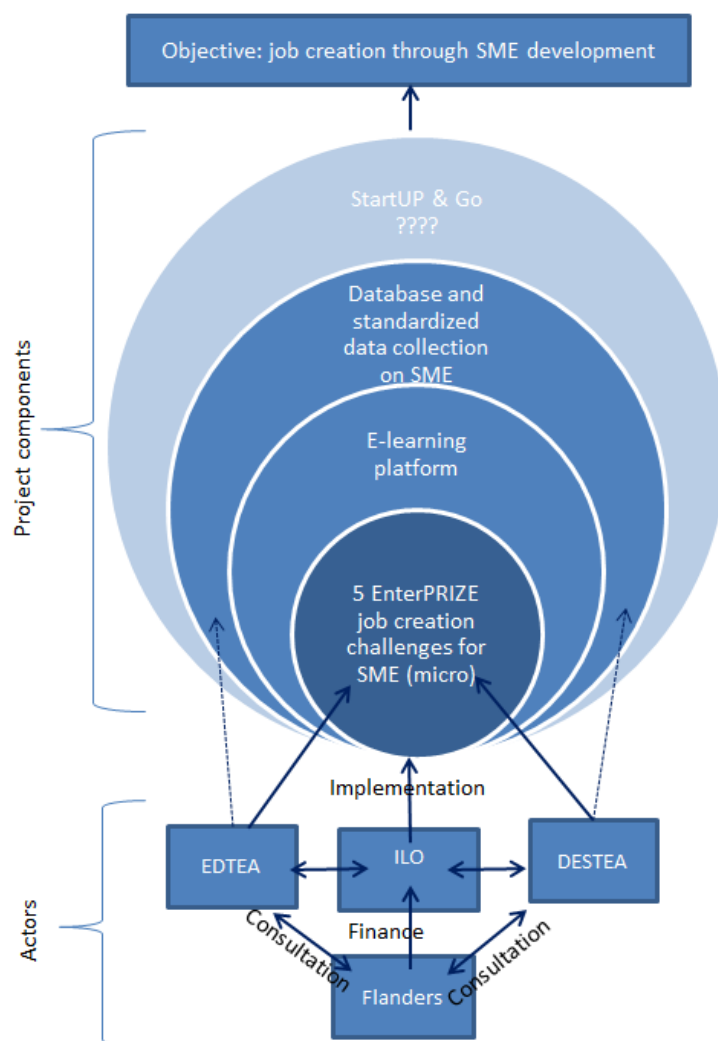 Objective: job creation through SME development
StartUP & Go
????
Database and
standardized
data collection
on SME
E-learning
platform
5 EnterPRIZE
job creation
challenges for
SME (micro)
Project components
Implementation
EDTEA
ILO
DESTEA
Consultation
Finance
Consultation
Flanders
Actors